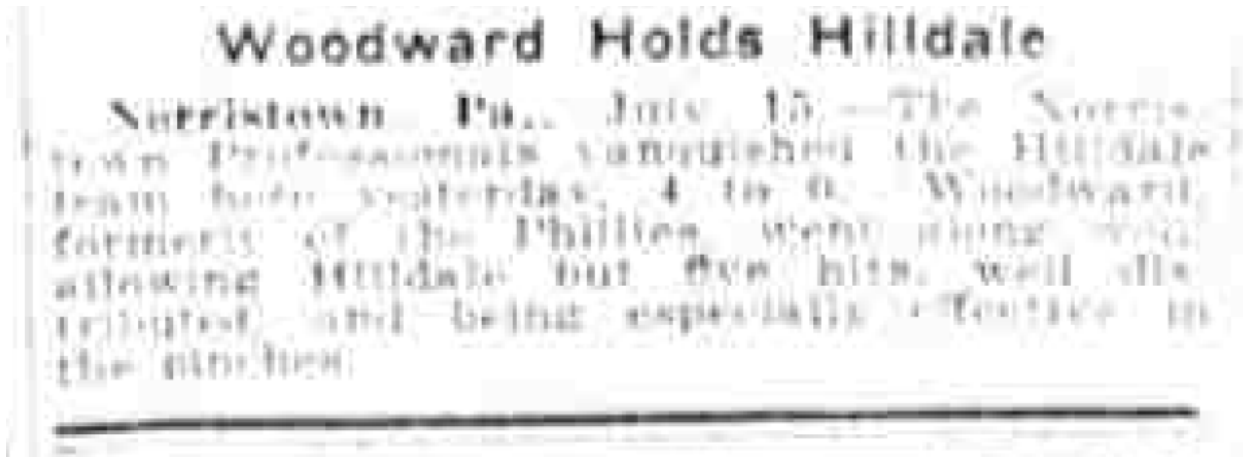 Woodward Holds Hilldale
Norristown, Pa., July 15.—The Norris-
town Professionals vanquished the Hilldale
team here yesterday, 4 to 0. Woodward,
formerly of the Phillies, went along well,
allowing Hilldale but five hits, well dis-
tributed, and being especially effective in
the pinches.